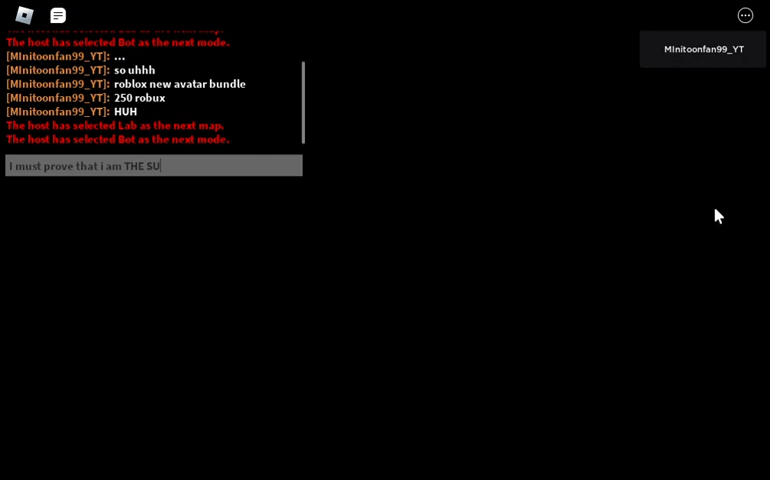 The host has selected Bot as the next mode.
[MInitoonfan99_YT]: ...
[MInitoonfan99_YT]: so uhhh
[MInitoonfan99_YT]: roblox new avatar bundle
[MInitoonfan99_YT]: 250 robux
[MInitoonfan99_YT]: HUH
The host has selected Lab as the next map.
The host has selected Bot as the next mode.
I must prove that i am THE SU
MInitoonfan99_YT